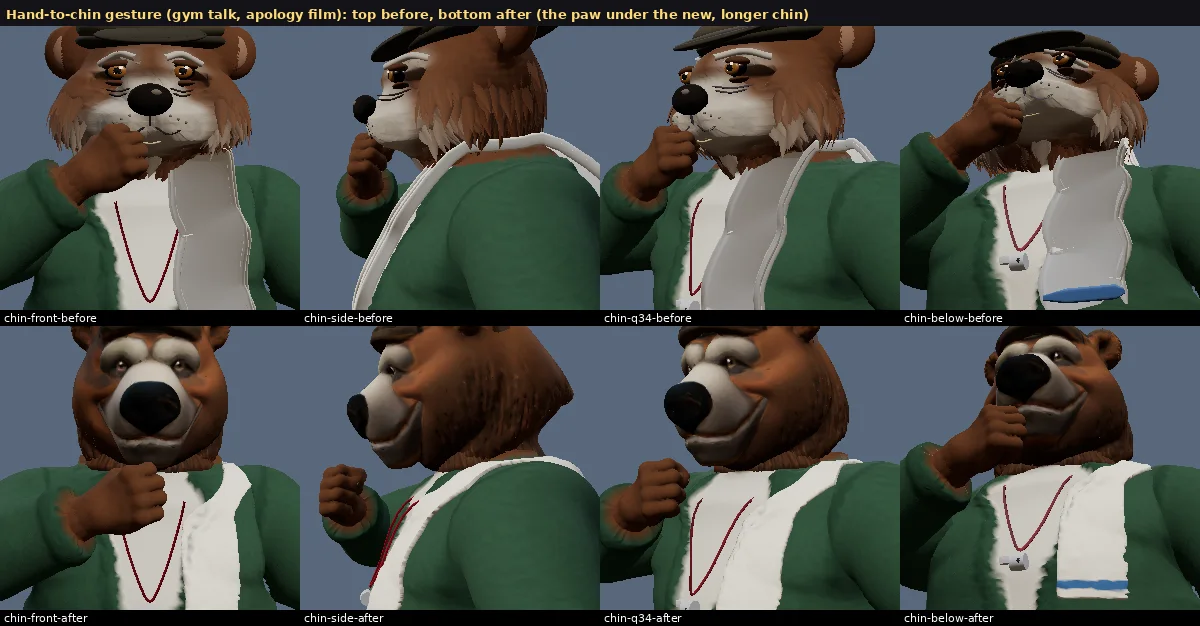 Hand-to-chin gesture (gym talk, apology film): top before, bottom after (the paw under the new, longer chin)
chin-front-before
chin-side-before
chin-q34-before
chin-below-before
chin-front-after
chin-side-after
chin-q34-after
chin-below-after